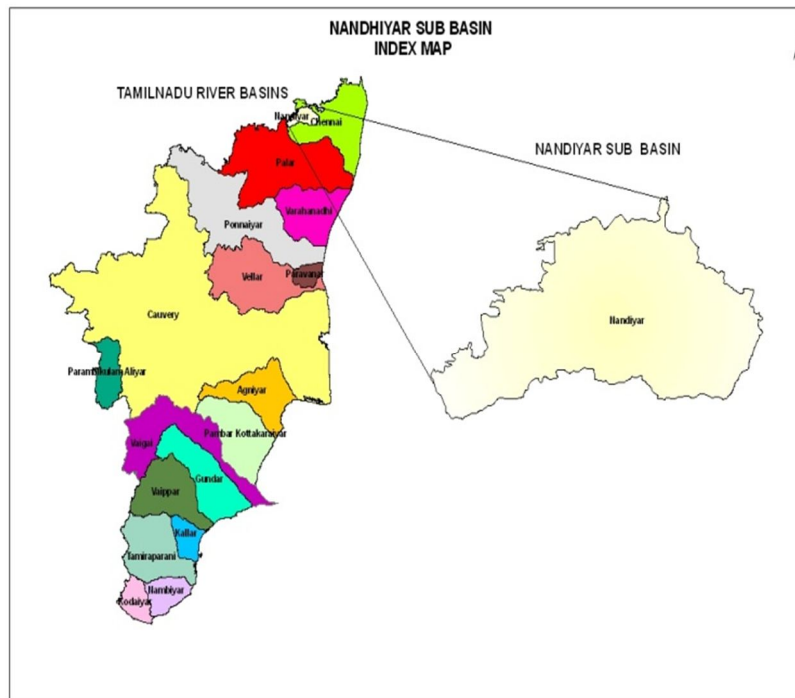 NANDHIYAR SUB BASIN
INDEX MAP
TAMILNADU RIVER BASINS
NANDIYAR SUB BASIN
Nandiyar
Chennai
Palar
Varahanadhi
Ponnaiyar
Vellar
Paravanar
Cauvery
Nandiyar
Aliyar
Agniyar
Pambar Kottakaraiyar
Vaigai
Gundar
Vaippar
Kallar
Tamiraparani
Nambiyar
Kodaiyar